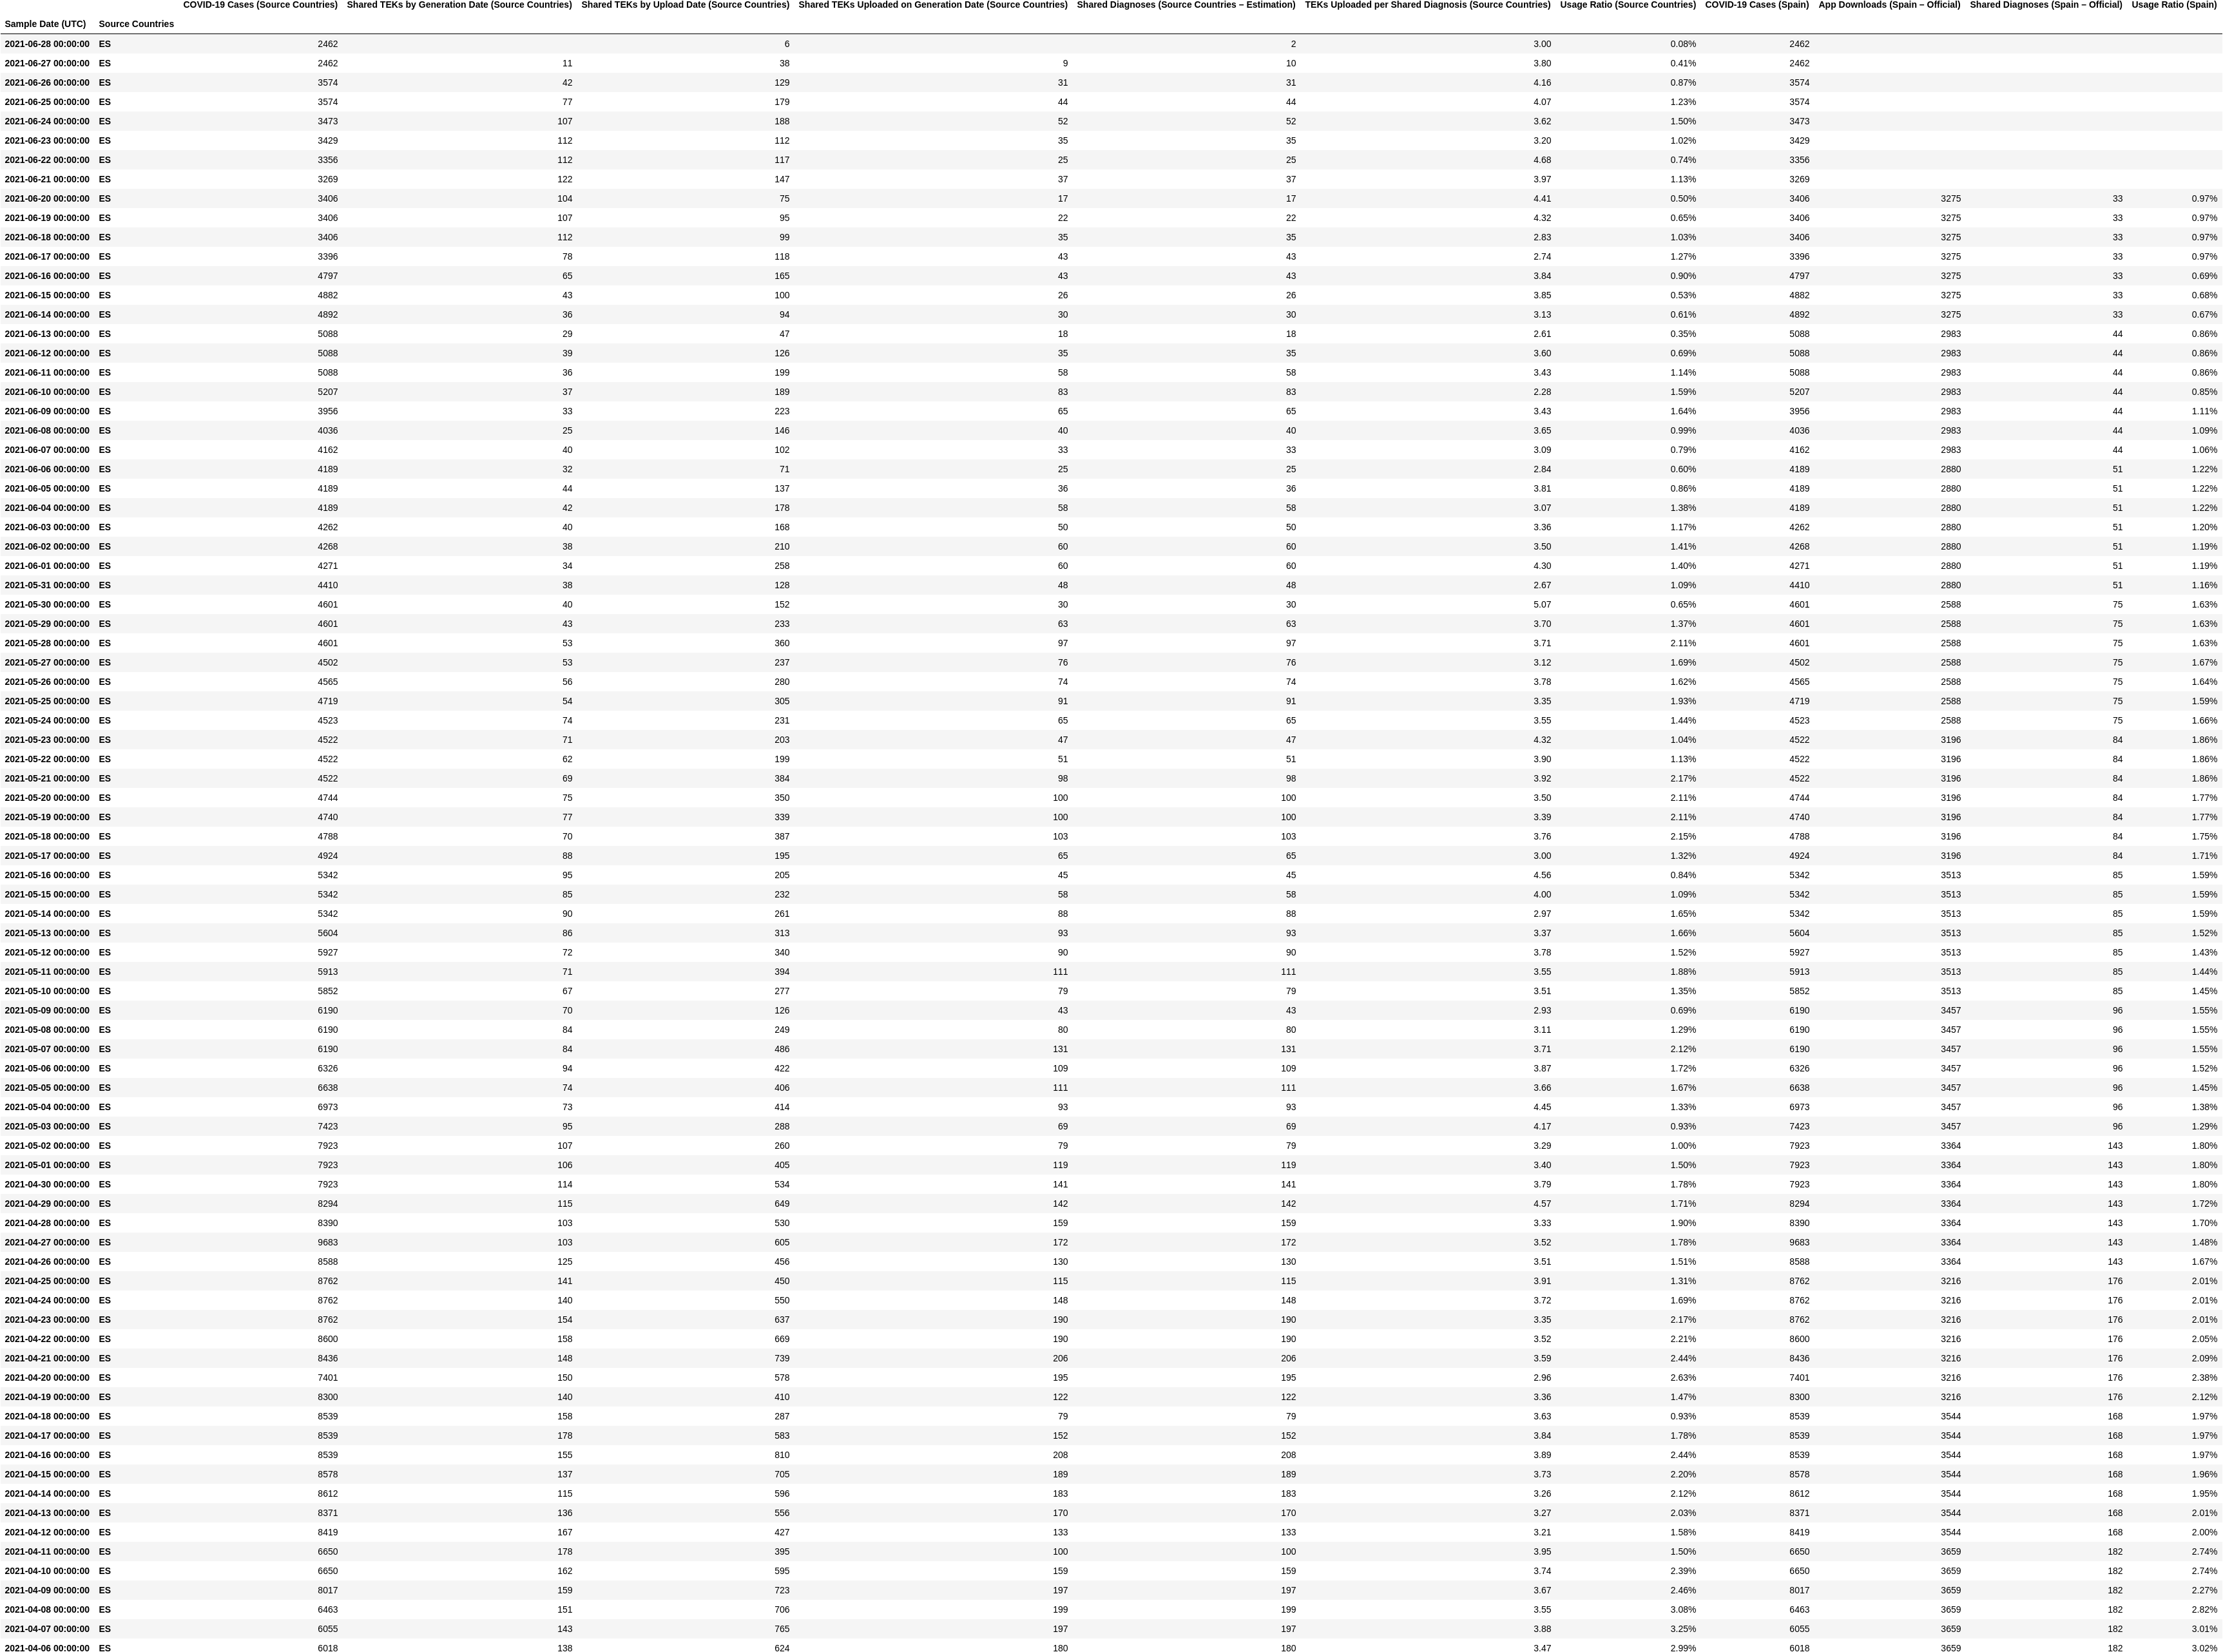 COVID-19 Cases (Source Countries) Shared TEKs by Generation Date (Source Countries) Shared TEKs by Upload Date (Source Countries) Shared TEKs Uploaded on Generation Date (Source Countries) Shared Diagnoses (Source Countries – Estimation) TEKs Uploaded per Shared Diagnosis (Source Countries) Usage Ratio (Source Countries) COVID-19 Cases (Spain) App Downloads (Spain – Official) Shared Diagnoses (Spain – Official) Usage Ratio (Spain)
Sample Date (UTC) Source Countries
2021-06-28 00:00:00 ES 2462 6 2 3.00 0.08% 2462
2021-06-27 00:00:00 ES 2462 11 38 9 10 3.80 0.41% 2462
2021-06-26 00:00:00 ES 3574 42 129 31 31 4.16 0.87% 3574
2021-06-25 00:00:00 ES 3574 77 179 44 44 4.07 1.23% 3574
2021-06-24 00:00:00 ES 3473 107 188 52 52 3.62 1.50% 3473
2021-06-23 00:00:00 ES 3429 112 112 35 35 3.20 1.02% 3429
2021-06-22 00:00:00 ES 3356 112 117 25 25 4.68 0.74% 3356
2021-06-21 00:00:00 ES 3269 122 147 37 37 3.97 1.13% 3269
2021-06-20 00:00:00 ES 3406 104 75 17 17 4.41 0.50% 3406 3275 33 0.97%
2021-06-19 00:00:00 ES 3406 107 95 22 22 4.32 0.65% 3406 3275 33 0.97%
2021-06-18 00:00:00 ES 3406 112 99 35 35 2.83 1.03% 3406 3275 33 0.97%
2021-06-17 00:00:00 ES 3396 78 118 43 43 2.74 1.27% 3396 3275 33 0.97%
2021-06-16 00:00:00 ES 4797 65 165 43 43 3.84 0.90% 4797 3275 33 0.69%
2021-06-15 00:00:00 ES 4882 43 100 26 26 3.85 0.53% 4882 3275 33 0.68%
2021-06-14 00:00:00 ES 4892 36 94 30 30 3.13 0.61% 4892 3275 33 0.67%
2021-06-13 00:00:00 ES 5088 29 47 18 18 2.61 0.35% 5088 2983 44 0.86%
2021-06-12 00:00:00 ES 5088 39 126 35 35 3.60 0.69% 5088 2983 44 0.86%
2021-06-11 00:00:00 ES 5088 36 199 58 58 3.43 1.14% 5088 2983 44 0.86%
2021-06-10 00:00:00 ES 5207 37 189 83 83 2.28 1.59% 5207 2983 44 0.85%
2021-06-09 00:00:00 ES 3956 33 223 65 65 3.43 1.64% 3956 2983 44 1.11%
2021-06-08 00:00:00 ES 4036 25 146 40 40 3.65 0.99% 4036 2983 44 1.09%
2021-06-07 00:00:00 ES 4162 40 102 33 33 3.09 0.79% 4162 2983 44 1.06%
2021-06-06 00:00:00 ES 4189 32 71 25 25 2.84 0.60% 4189 2880 51 1.22%
2021-06-05 00:00:00 ES 4189 44 137 36 36 3.81 0.86% 4189 2880 51 1.22%
2021-06-04 00:00:00 ES 4189 42 178 58 58 3.07 1.38% 4189 2880 51 1.22%
2021-06-03 00:00:00 ES 4262 40 168 50 50 3.36 1.17% 4262 2880 51 1.20%
2021-06-02 00:00:00 ES 4268 38 210 60 60 3.50 1.41% 4268 2880 51 1.19%
2021-06-01 00:00:00 ES 4271 34 258 60 60 4.30 1.40% 4271 2880 51 1.19%
2021-05-31 00:00:00 ES 4410 38 128 48 48 2.67 1.09% 4410 2880 51 1.16%
2021-05-30 00:00:00 ES 4601 40 152 30 30 5.07 0.65% 4601 2588 75 1.63%
2021-05-29 00:00:00 ES 4601 43 233 63 63 3.70 1.37% 4601 2588 75 1.63%
2021-05-28 00:00:00 ES 4601 53 360 97 97 3.71 2.11% 4601 2588 75 1.63%
2021-05-27 00:00:00 ES 4502 53 237 76 76 3.12 1.69% 4502 2588 75 1.67%
2021-05-26 00:00:00 ES 4565 56 280 74 74 3.78 1.62% 4565 2588 75 1.64%
2021-05-25 00:00:00 ES 4719 54 305 91 91 3.35 1.93% 4719 2588 75 1.59%
2021-05-24 00:00:00 ES 4523 74 231 65 65 3.55 1.44% 4523 2588 75 1.66%
2021-05-23 00:00:00 ES 4522 71 203 47 47 4.32 1.04% 4522 3196 84 1.86%
2021-05-22 00:00:00 ES 4522 62 199 51 51 3.90 1.13% 4522 3196 84 1.86%
2021-05-21 00:00:00 ES 4522 69 384 98 98 3.92 2.17% 4522 3196 84 1.86%
2021-05-20 00:00:00 ES 4744 75 350 100 100 3.50 2.11% 4744 3196 84 1.77%
2021-05-19 00:00:00 ES 4740 77 339 100 100 3.39 2.11% 4740 3196 84 1.77%
2021-05-18 00:00:00 ES 4788 70 387 103 103 3.76 2.15% 4788 3196 84 1.75%
2021-05-17 00:00:00 ES 4924 88 195 65 65 3.00 1.32% 4924 3196 84 1.71%
2021-05-16 00:00:00 ES 5342 95 205 45 45 4.56 0.84% 5342 3513 85 1.59%
2021-05-15 00:00:00 ES 5342 85 232 58 58 4.00 1.09% 5342 3513 85 1.59%
2021-05-14 00:00:00 ES 5342 90 261 88 88 2.97 1.65% 5342 3513 85 1.59%
2021-05-13 00:00:00 ES 5604 86 313 93 93 3.37 1.66% 5604 3513 85 1.52%
2021-05-12 00:00:00 ES 5927 72 340 90 90 3.78 1.52% 5927 3513 85 1.43%
2021-05-11 00:00:00 ES 5913 71 394 111 111 3.55 1.88% 5913 3513 85 1.44%
2021-05-10 00:00:00 ES 5852 67 277 79 79 3.51 1.35% 5852 3513 85 1.45%
2021-05-09 00:00:00 ES 6190 70 126 43 43 2.93 0.69% 6190 3457 96 1.55%
2021-05-08 00:00:00 ES 6190 84 249 80 80 3.11 1.29% 6190 3457 96 1.55%
2021-05-07 00:00:00 ES 6190 84 486 131 131 3.71 2.12% 6190 3457 96 1.55%
2021-05-06 00:00:00 ES 6326 94 422 109 109 3.87 1.72% 6326 3457 96 1.52%
2021-05-05 00:00:00 ES 6638 74 406 111 111 3.66 1.67% 6638 3457 96 1.45%
2021-05-04 00:00:00 ES 6973 73 414 93 93 4.45 1.33% 6973 3457 96 1.38%
2021-05-03 00:00:00 ES 7423 95 288 69 69 4.17 0.93% 7423 3457 96 1.29%
2021-05-02 00:00:00 ES 7923 107 260 79 79 3.29 1.00% 7923 3364 143 1.80%
2021-05-01 00:00:00 ES 7923 106 405 119 119 3.40 1.50% 7923 3364 143 1.80%
2021-04-30 00:00:00 ES 7923 114 534 141 141 3.79 1.78% 7923 3364 143 1.80%
2021-04-29 00:00:00 ES 8294 115 649 142 142 4.57 1.71% 8294 3364 143 1.72%
2021-04-28 00:00:00 ES 8390 103 530 159 159 3.33 1.90% 8390 3364 143 1.70%
2021-04-27 00:00:00 ES 9683 103 605 172 172 3.52 1.78% 9683 3364 143 1.48%
2021-04-26 00:00:00 ES 8588 125 456 130 130 3.51 1.51% 8588 3364 143 1.67%
2021-04-25 00:00:00 ES 8762 141 450 115 115 3.91 1.31% 8762 3216 176 2.01%
2021-04-24 00:00:00 ES 8762 140 550 148 148 3.72 1.69% 8762 3216 176 2.01%
2021-04-23 00:00:00 ES 8762 154 637 190 190 3.35 2.17% 8762 3216 176 2.01%
2021-04-22 00:00:00 ES 8600 158 669 190 190 3.52 2.21% 8600 3216 176 2.05%
2021-04-21 00:00:00 ES 8436 148 739 206 206 3.59 2.44% 8436 3216 176 2.09%
2021-04-20 00:00:00 ES 7401 150 578 195 195 2.96 2.63% 7401 3216 176 2.38%
2021-04-19 00:00:00 ES 8300 140 410 122 122 3.36 1.47% 8300 3216 176 2.12%
2021-04-18 00:00:00 ES 8539 158 287 79 79 3.63 0.93% 8539 3544 168 1.97%
2021-04-17 00:00:00 ES 8539 178 583 152 152 3.84 1.78% 8539 3544 168 1.97%
2021-04-16 00:00:00 ES 8539 155 810 208 208 3.89 2.44% 8539 3544 168 1.97%
2021-04-15 00:00:00 ES 8578 137 705 189 189 3.73 2.20% 8578 3544 168 1.96%
2021-04-14 00:00:00 ES 8612 115 596 183 183 3.26 2.12% 8612 3544 168 1.95%
2021-04-13 00:00:00 ES 8371 136 556 170 170 3.27 2.03% 8371 3544 168 2.01%
2021-04-12 00:00:00 ES 8419 167 427 133 133 3.21 1.58% 8419 3544 168 2.00%
2021-04-11 00:00:00 ES 6650 178 395 100 100 3.95 1.50% 6650 3659 182 2.74%
2021-04-10 00:00:00 ES 6650 162 595 159 159 3.74 2.39% 6650 3659 182 2.74%
2021-04-09 00:00:00 ES 8017 159 723 197 197 3.67 2.46% 8017 3659 182 2.27%
2021-04-08 00:00:00 ES 6463 151 706 199 199 3.55 3.08% 6463 3659 182 2.82%
2021-04-07 00:00:00 ES 6055 143 765 197 197 3.88 3.25% 6055 3659 182 3.01%
2021-04-06 00:00:00 ES 6018 138 624 180 180 3.47 2.99% 6018 3659 182 3.02%